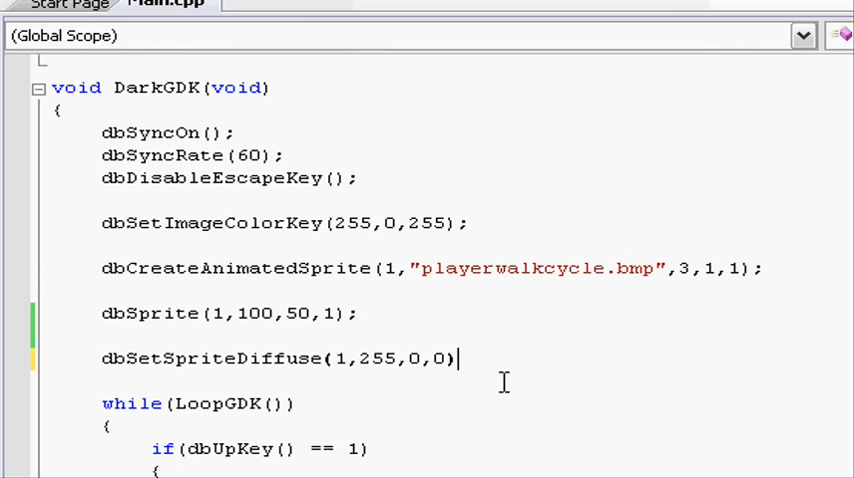 Start Page Main.cpp
(Global Scope)
void DarkGDK(void)
{
dbSyncOn();
dbSyncRate(60);
dbDisableEscapeKey();
dbSetImageColorKey(255,0,255);
dbCreateAnimatedSprite(1,"playerwalkcycle.bmp",3,1,1);
dbSprite(1,100,50,1);
dbSetSpriteDiffuse(1,255,0,0)
while(LoopGDK())
{
if(dbUpKey() == 1)
{